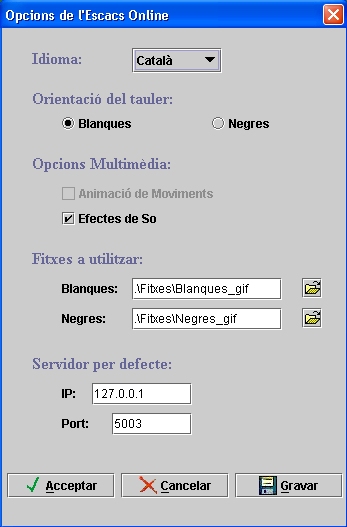 Opcions de l'Escacs Online
Idioma: Català
Orientació del tauler:
Blanques Negres
Opcions Multimèdia:
Animació de Moviments
Efectes de So
Fitxes a utilitzar:
Blanques: .\Fitxes\Blanques_gif
Negres: .\Fitxes\Negres_gif
Servidor per defecte:
IP: 127.0.0.1
Port: 5003
Acceptar Cancelar Gravar